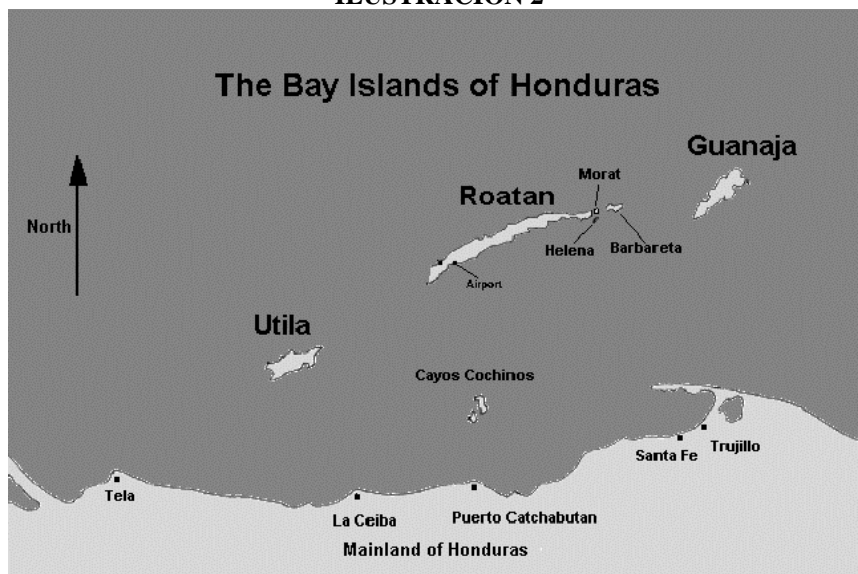 ILUSTRACIÓN 2
The Bay Islands of Honduras
Guanaja
Morat
Roatan
North
Helena
Barbareta
Airport
Utila
Cayos Cochinos
Santa Fe
Trujillo
Tela
La Ceiba
Puerto Catchabutan
Mainland of Honduras